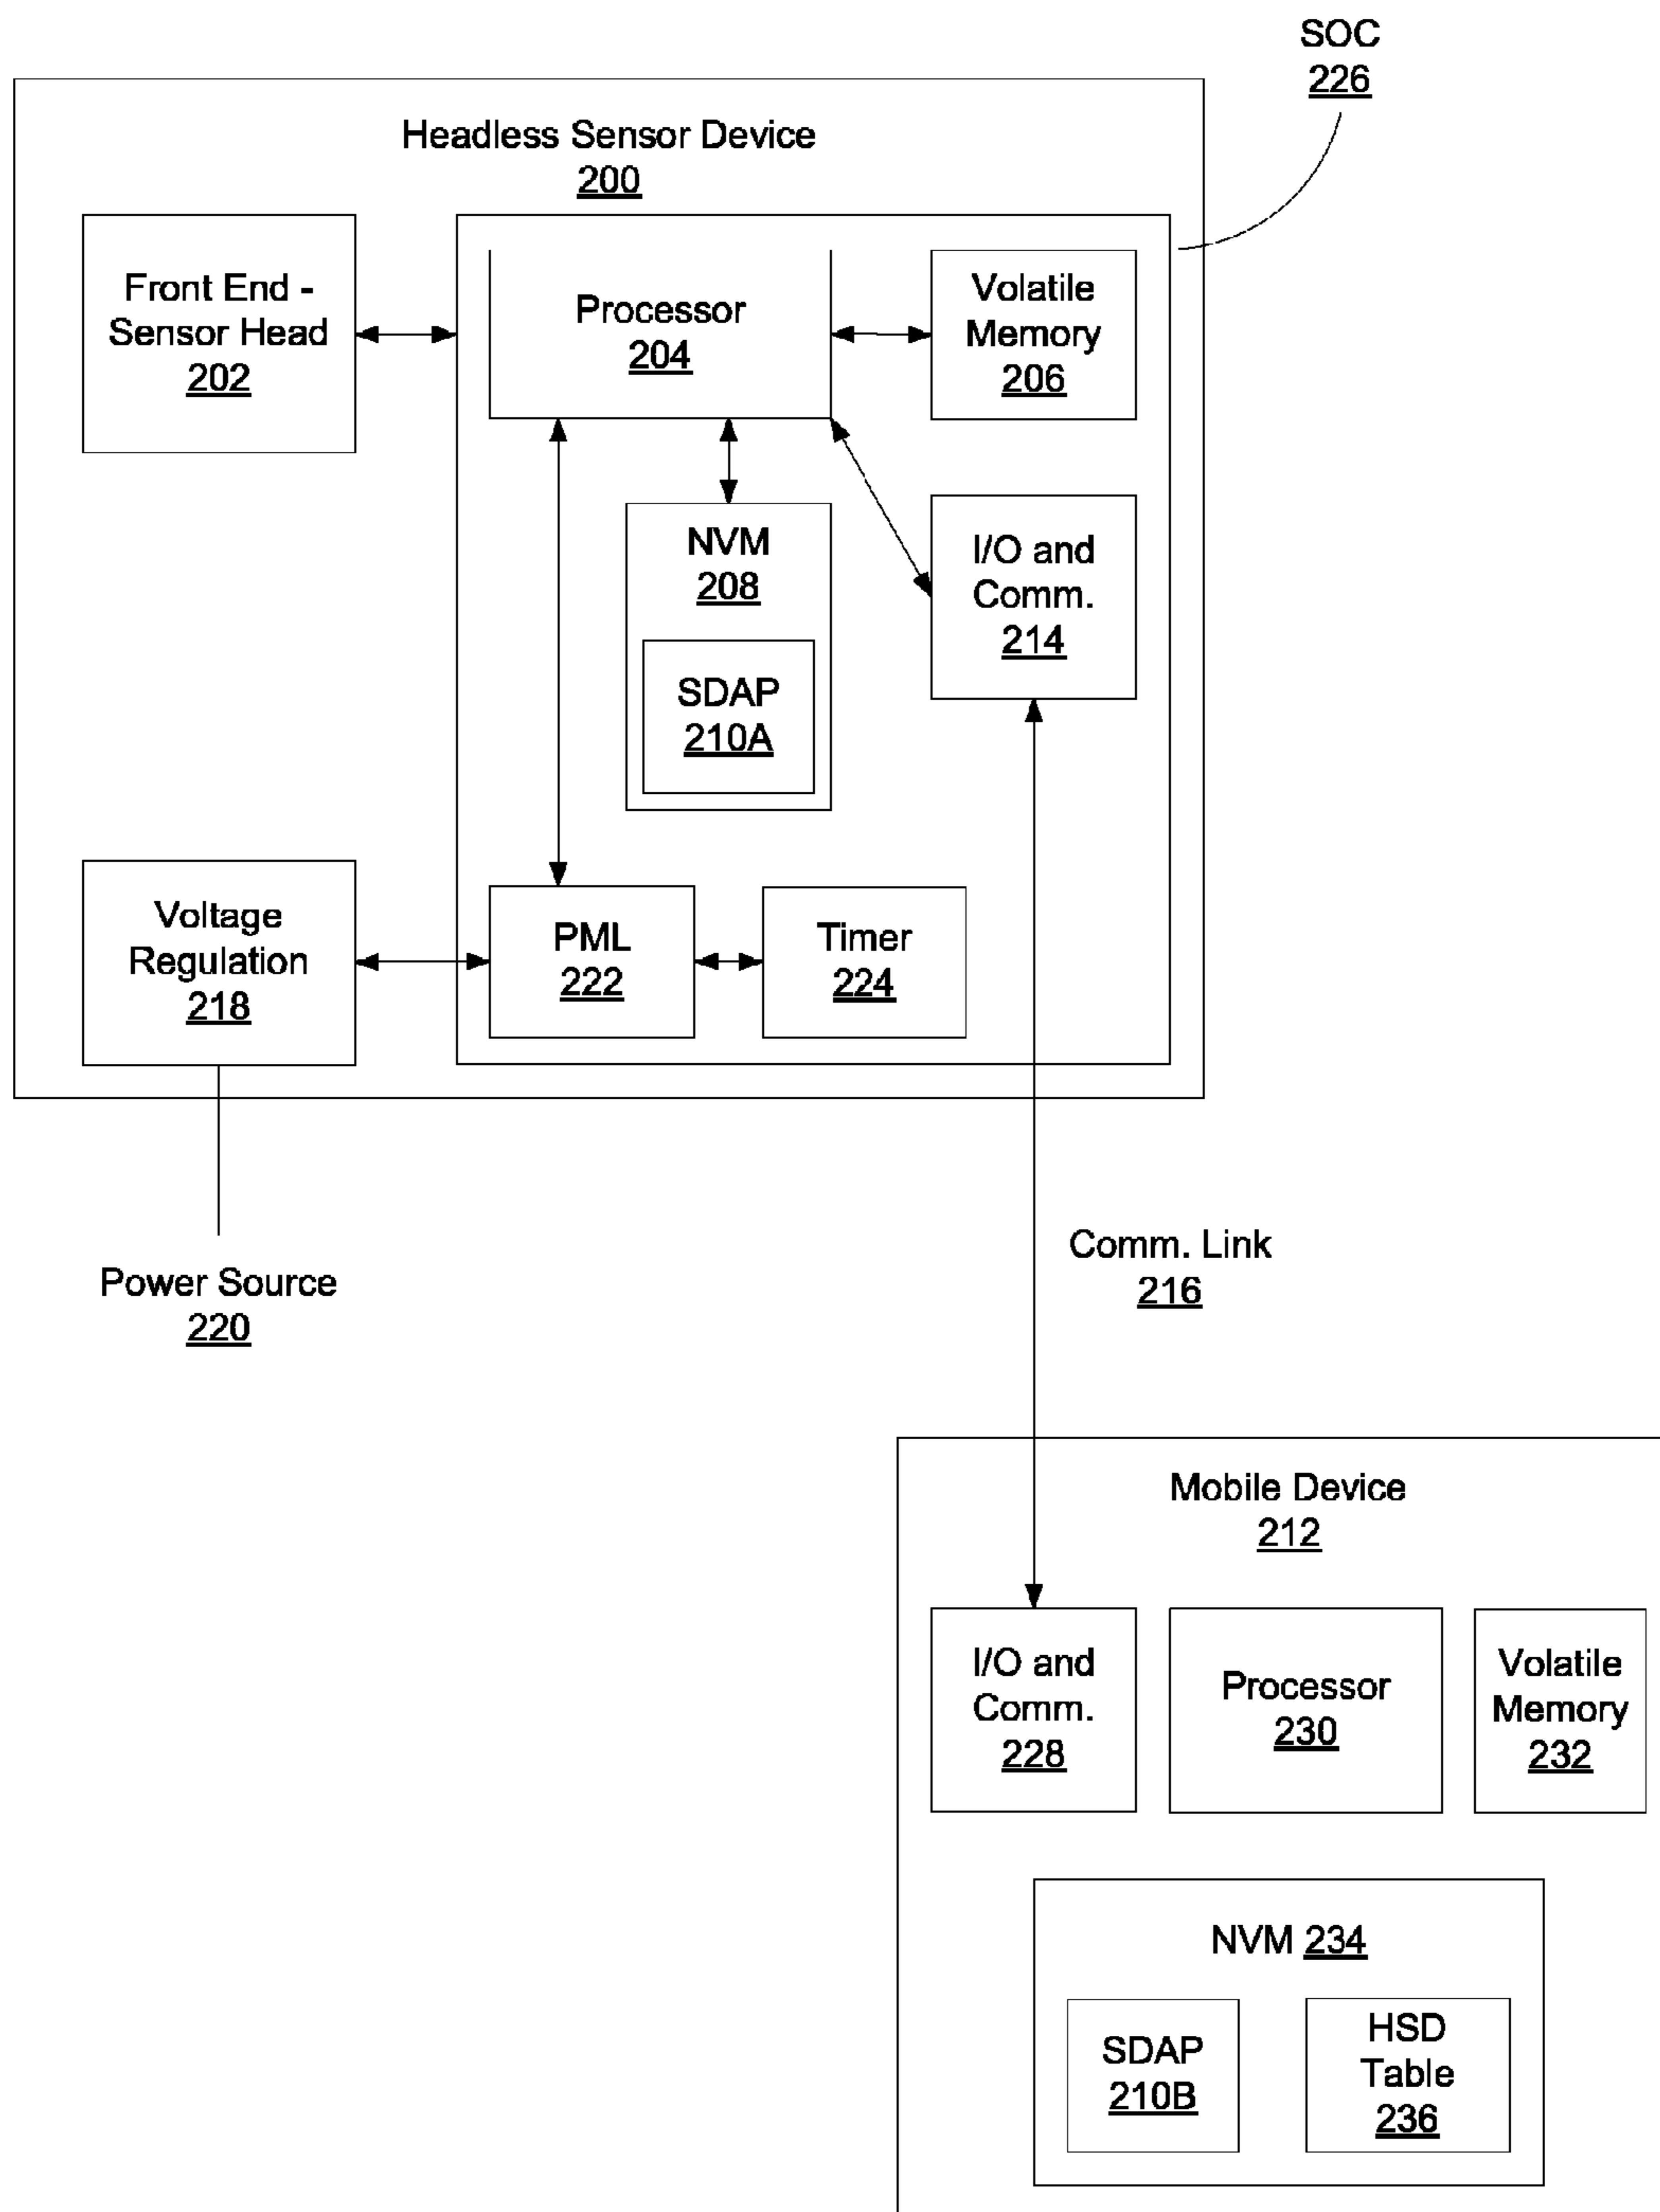 SOC
226
Headless Sensor Device
200
Front End -
Sensor Head
202
Processor
204
Volatile
Memory
206
NVM
208
SDAP
210A
I/O and
Comm.
214
Voltage
Regulation
218
PML
222
Timer
224
Power Source
220
Comm. Link
216
Mobile Device
212
I/O and
Comm.
228
Processor
230
Volatile
Memory
232
NVM 234
SDAP
210B
HSD
Table
236